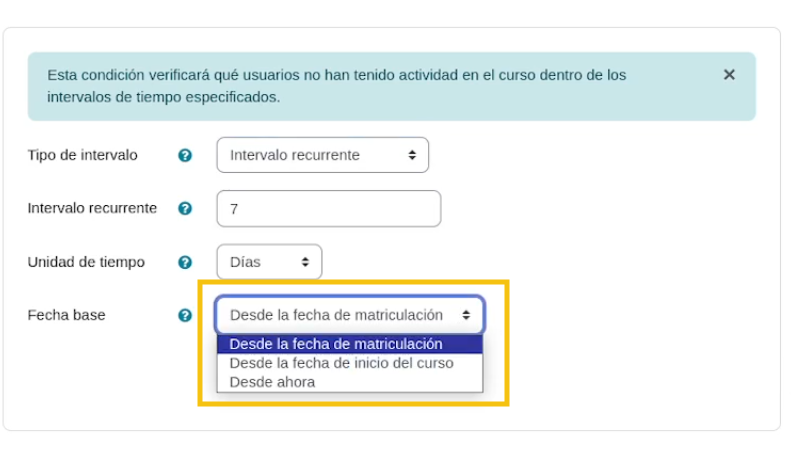 Esta condición verificará qué usuarios no han tenido actividad en el curso dentro de los
intervalos de tiempo especificados.
×
Tipo de intervalo ? Intervalo recurrente
Intervalo recurrente ? 7
Unidad de tiempo ? Días
Fecha base ? Desde la fecha de matriculación
Desde la fecha de matriculación
Desde la fecha de inicio del curso
Desde ahora